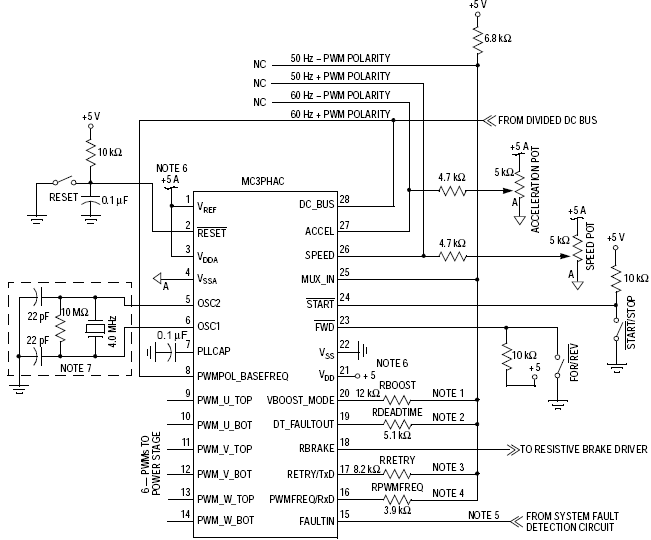 +5 V
6.8 kΩ
NC 50 Hz – PWM POLARITY
NC 50 Hz + PWM POLARITY
NC 60 Hz – PWM POLARITY
60 Hz + PWM POLARITY
FROM DIVIDED DC BUS
+5 V
10 kΩ
RESET
0.1 µF
NOTE 6
+5 A
MC3PHAC
1 VREF
2 RESET
3 VDDA
4 VSSA
A
5 OSC2
6 OSC1
7 PLLCAP
8 PWMPOL_BASEFREQ
9 PWM_U_TOP
10 PWM_U_BOT
11 PWM_V_TOP
12 PWM_V_BOT
13 PWM_W_TOP
14 PWM_W_BOT
22 pF
22 pF
10 MΩ
4.0 MHz
NOTE 7
0.1 µF
6 — PWMs TO
POWER STAGE
DC_BUS 28
ACCEL 27
SPEED 26
MUX_IN 25
START 24
FWD 23
VSS 22
VDD 21
NOTE 6
+ 5
VBOOST_MODE 20 12 kΩ RBOOST NOTE 1
DT_FAULTOUT 19 RDEADTIME NOTE 2
5.1 kΩ
RBRAKE 18 TO RESISTIVE BRAKE DRIVER
RETRY/TxD 17 8.2 kΩ RRETRY NOTE 3
PWMFREQ/RxD 16 RPWMFREQ NOTE 4
3.9 kΩ
FAULTIN 15 NOTE 5 FROM SYSTEM FAULT
DETECTION CIRCUIT
4.7 kΩ
+5 A
5 kΩ
A
ACCELERATION POT
4.7 kΩ
+5 A
5 kΩ
A
SPEED POT
+5 V
10 kΩ
START/STOP
10 kΩ
+ 5
FOR/REV